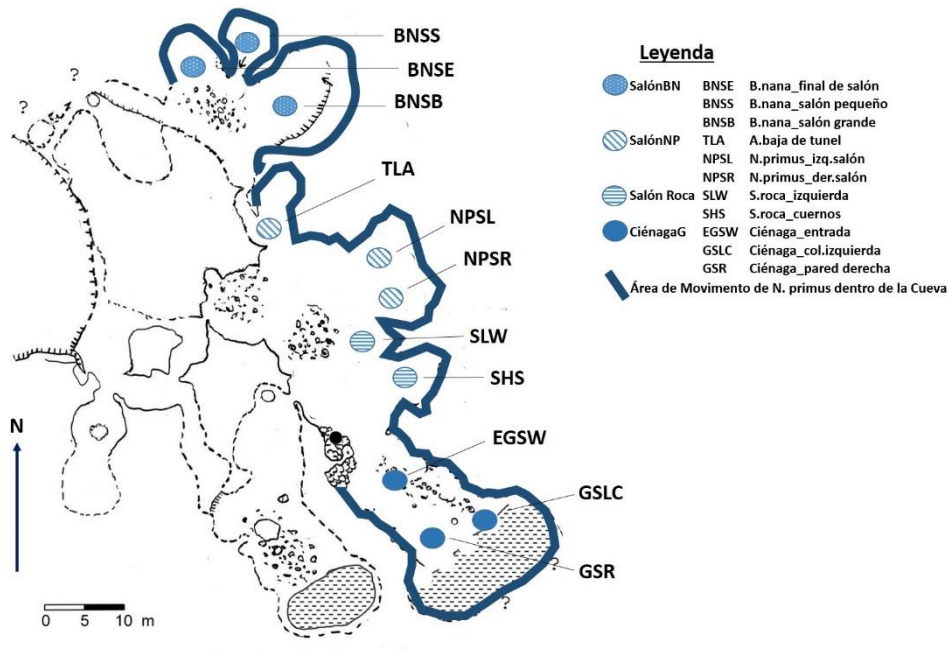 BNSS
BNSE
BNSB
TLA
NPSL
NPSR
SLW
SHS
EGSW
GSLC
GSR
?
?
?
?
N
0 5 10 m
Leyenda
SalónBN BNSE B.nana_final de salón
BNSS B.nana_salón pequeño
BNSB B.nana_salón grande
SalónNP TLA A.baja de tunel
NPSL N.primus_izq.salón
NPSR N.primus_der.salón
Salón Roca SLW S.roca_izquierda
SHS S.roca_cuernos
CiénagaG EGSW Ciénaga_entrada
GSLC Ciénaga_col.izquierda
GSR Ciénaga_pared derecha
Área de Movimento de N. primus dentro de la Cueva